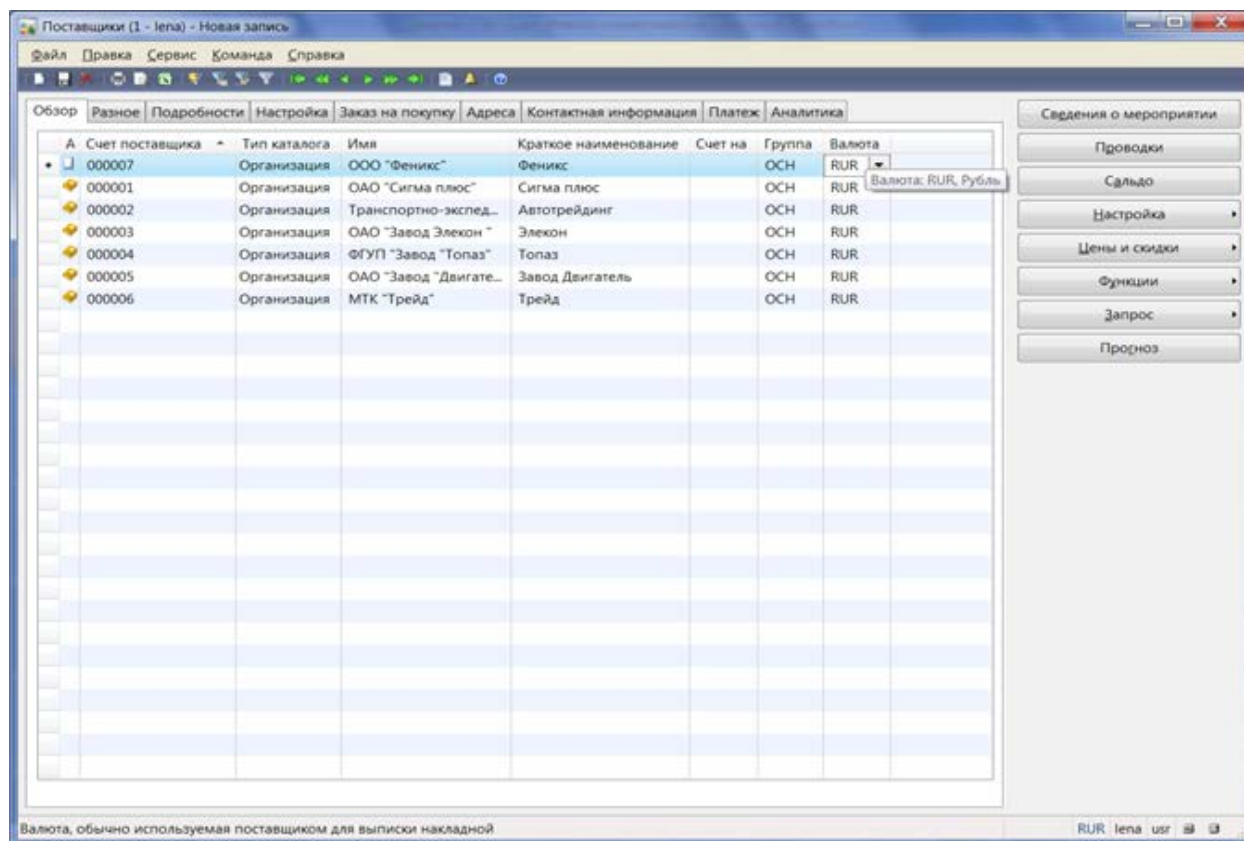 Поставщики (1 - lena) - Новая запись
Файл Правка Сервис Команда Справка
Обзор Разное Подробности Настройка Заказ на покупку Адреса Контактная информация Платеж Аналитика
А Счет поставщика Тип каталога Имя Краткое наименование Счет на Группа Валюта
000007 Организация ООО "Феникс" Феникс ОСН RUR
Валюта: RUR, Рубль
000001 Организация ОАО "Сигма плюс" Сигма плюс ОСН RUR
000002 Организация Транспортно-экспед... Автотрейдинг ОСН RUR
000003 Организация ОАО "Завод Элекон " Элекон ОСН RUR
000004 Организация ФГУП "Завод "Топаз" Топаз ОСН RUR
000005 Организация ОАО "Завод "Двигате... Завод Двигатель ОСН RUR
000006 Организация МТК "Трейд" Трейд ОСН RUR
Сведения о мероприятии
Проводки
Сальдо
Настройка
Цены и скидки
Функции
Запрос
Прогноз
Валюта, обычно используемая поставщиком для выписки накладной
RUR lena usr